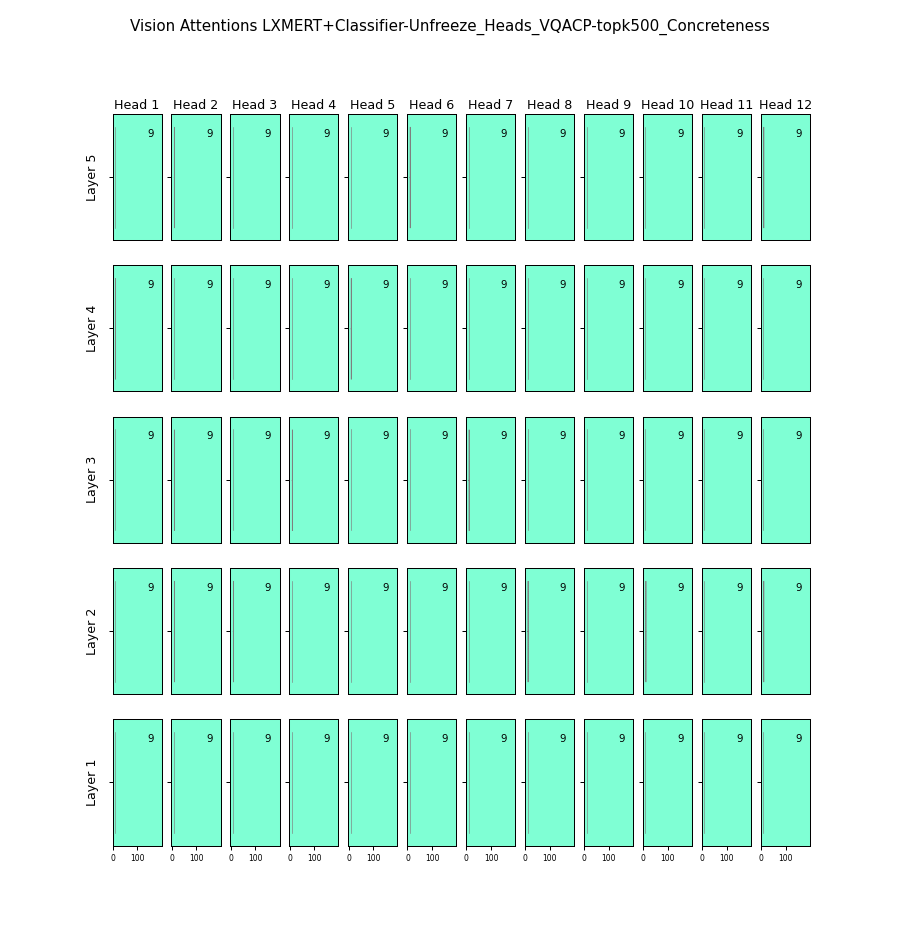 Vision Attentions LXMERT+Classifier-Unfreeze_Heads_VQACP-topk500_Concreteness
Head 1 Head 2 Head 3 Head 4 Head 5 Head 6 Head 7 Head 8 Head 9 Head 10 Head 11 Head 12
Layer 5 9 9 9 9 9 9 9 9 9 9 9 9
Layer 4 9 9 9 9 9 9 9 9 9 9 9 9
Layer 3 9 9 9 9 9 9 9 9 9 9 9 9
Layer 2 9 9 9 9 9 9 9 9 9 9 9 9
Layer 1 9 9 9 9 9 9 9 9 9 9 9 9
0 100 0 100 0 100 0 100 0 100 0 100 0 100 0 100 0 100 0 100 0 100 0 100